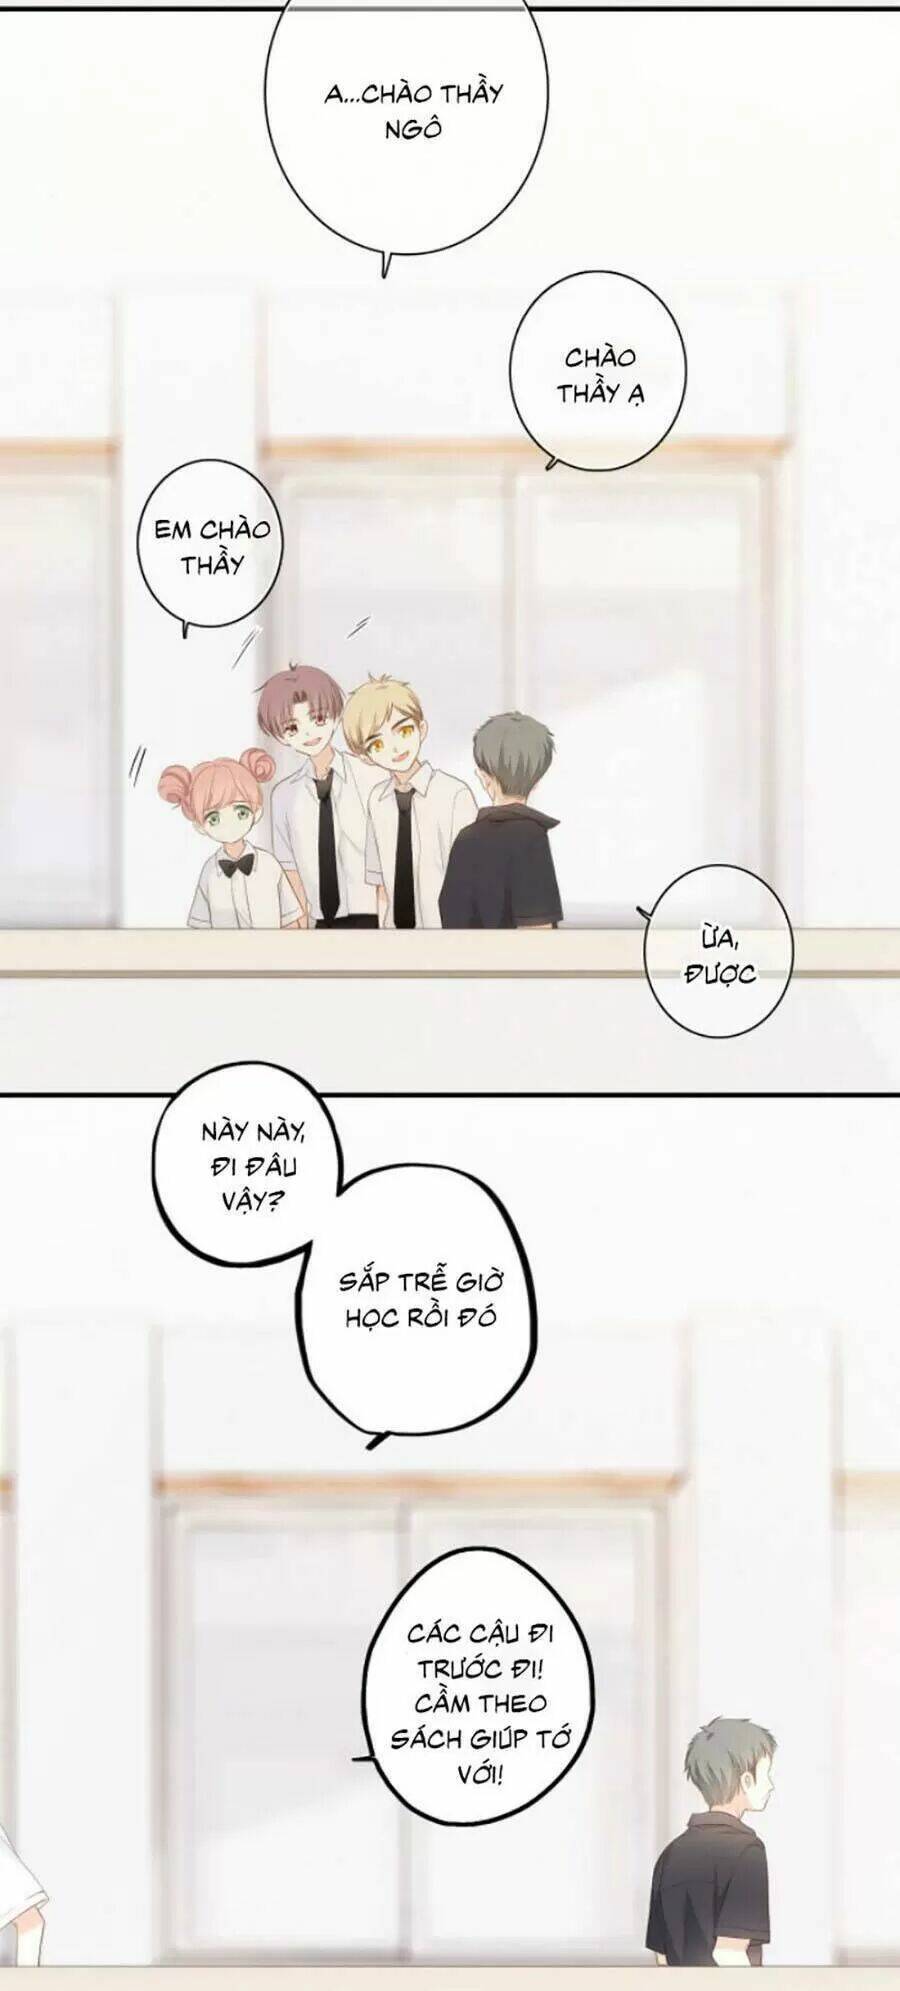 A...CHÀO THẦY
NGÔ
CHÀO
THẦY Ạ
EM CHÀO
THẦY
ỪA,
ĐƯỢC
NÀY NÀY,
ĐI ĐÂU
VẬY?
SẮP TRỄ GIỜ
HỌC RỒI ĐÓ
CÁC CẬU ĐI
TRƯỚC ĐI!
CẦM THEO
SÁCH GIÚP TỚ
VỚI!